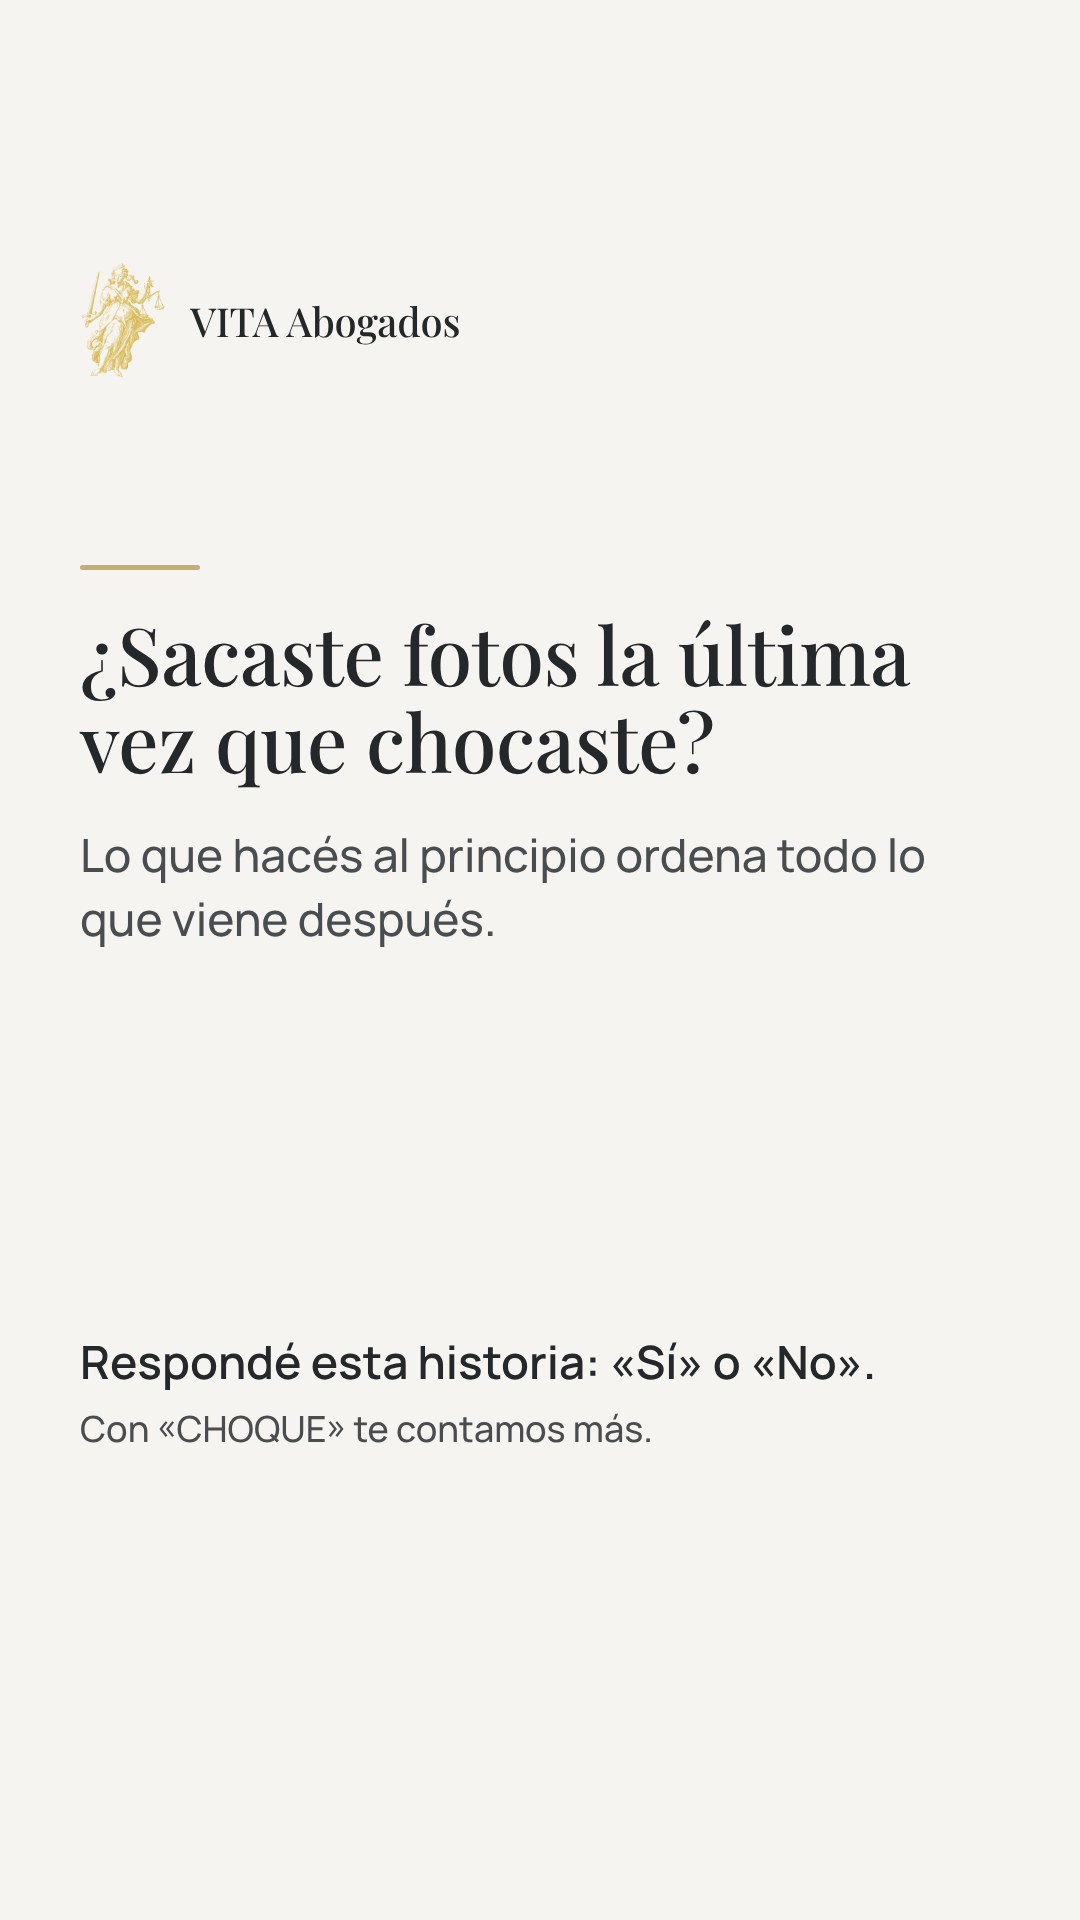 VITA Abogados
¿Sacaste fotos la última
vez que chocaste?
Lo que hacés al principio ordena todo lo
que viene después.
Respondé esta historia: «Sí» o «No».
Con «CHOQUE» te contamos más.